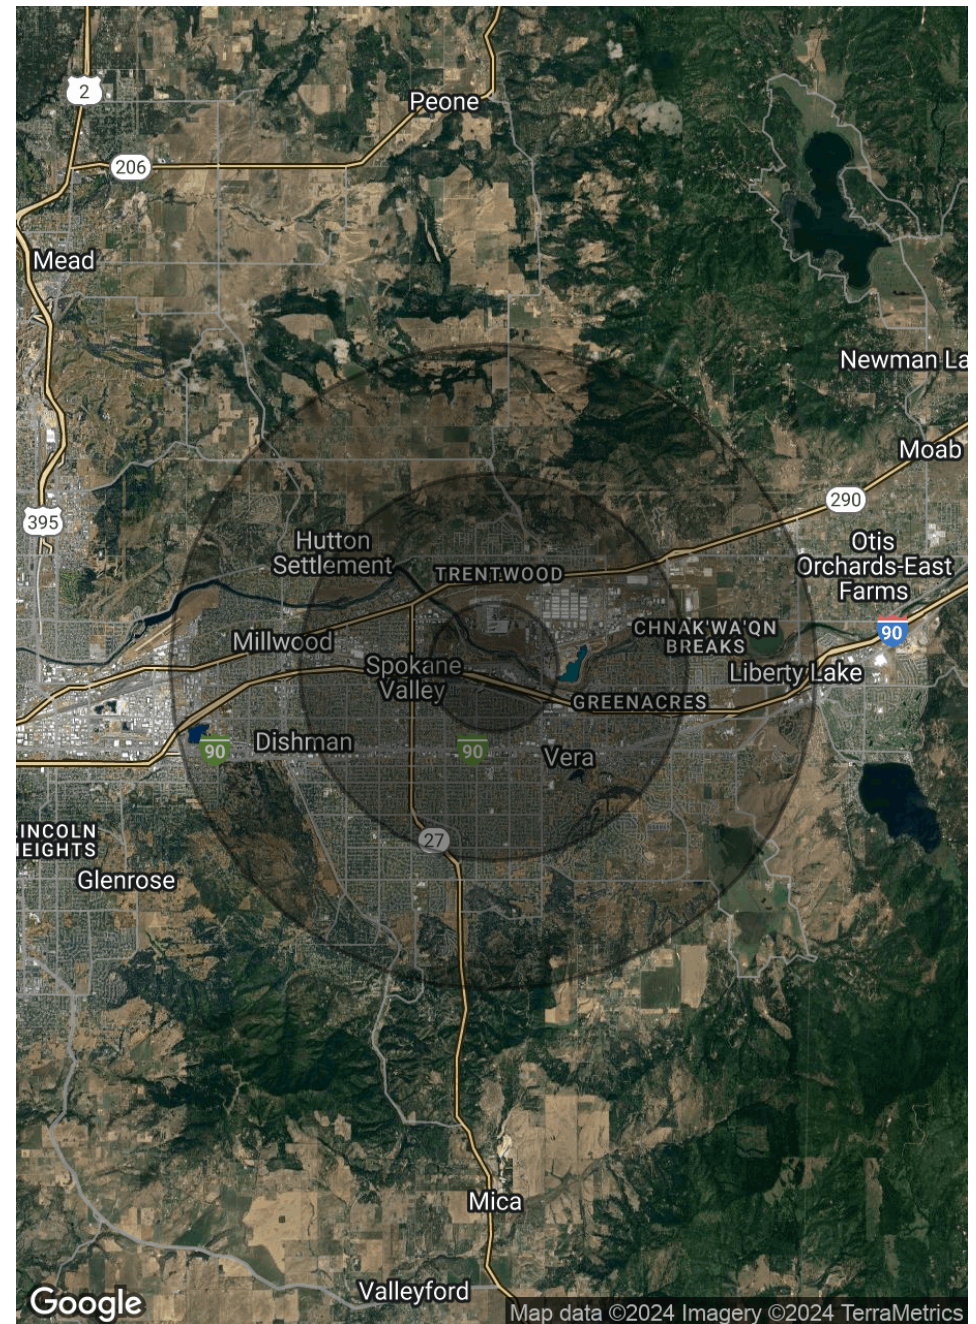 2
Peone
206
Mead
Newman La
Moab
290
395
Hutton
Settlement
TRENTWOOD
Otis
Orchards-East
Farms
90
CHNAK'WA'QN
BREAKS
Millwood
Spokane
Valley
Liberty Lake
GREENACRES
Dishman
90
90
Vera
27
INCOLN
EIGHTS
Glenrose
Mica
Valleyford
Google
Map data ©2024 Imagery ©2024 TerraMetrics